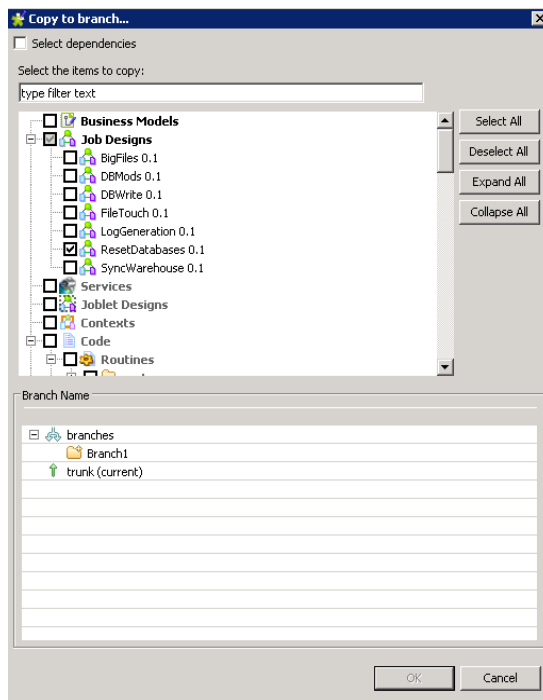 Copy to branch...
Select dependencies
Select the items to copy:
type filter text
Business Models
Job Designs
BigFiles 0.1
DBMods 0.1
DBWrite 0.1
FileTouch 0.1
LogGeneration 0.1
ResetDatabases 0.1
SyncWarehouse 0.1
Services
Joblet Designs
Contexts
Code
Routines
Select All
Deselect All
Expand All
Collapse All
Branch Name
branches
Branch1
trunk (current)
OK
Cancel